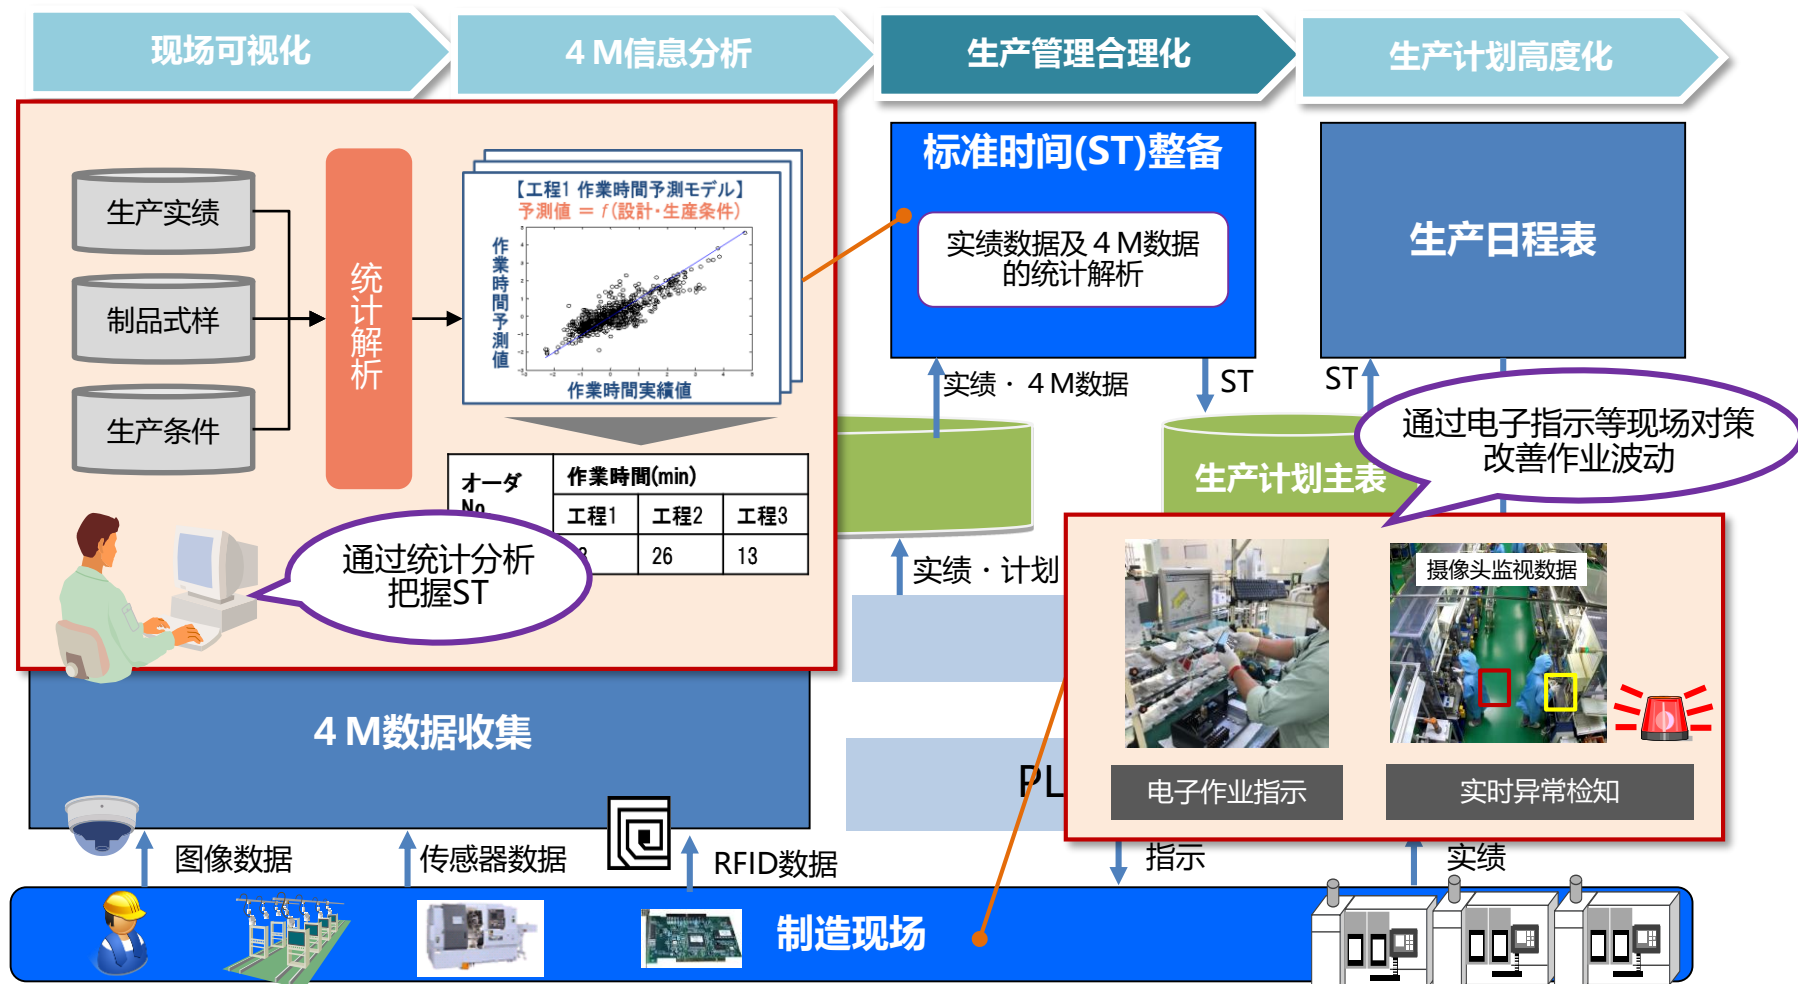 现场可视化
４Ｍ信息分析
生产管理合理化
生产计划高度化
生产实绩
制品式样
生产条件
统计解析
【工程1 作業時間予測モデル】
予測値 ＝ f(設計・生産条件)
作業時間予測値
作業時間実績値
オーダ
No
作業時間(min)
工程1
工程2
工程3
26
13
通过统计分析
把握ST
标准时间(ST)整备
实绩数据及４Ｍ数据
的统计解析
生产日程表
实绩・４Ｍ数据
ST
ST
通过电子指示等现场对策
改善作业波动
生产计划主表
实绩・计划
摄像头监视数据
PL
电子作业指示
实时异常检知
４Ｍ数据收集
图像数据
传感器数据
RFID数据
指示
实绩
制造现场